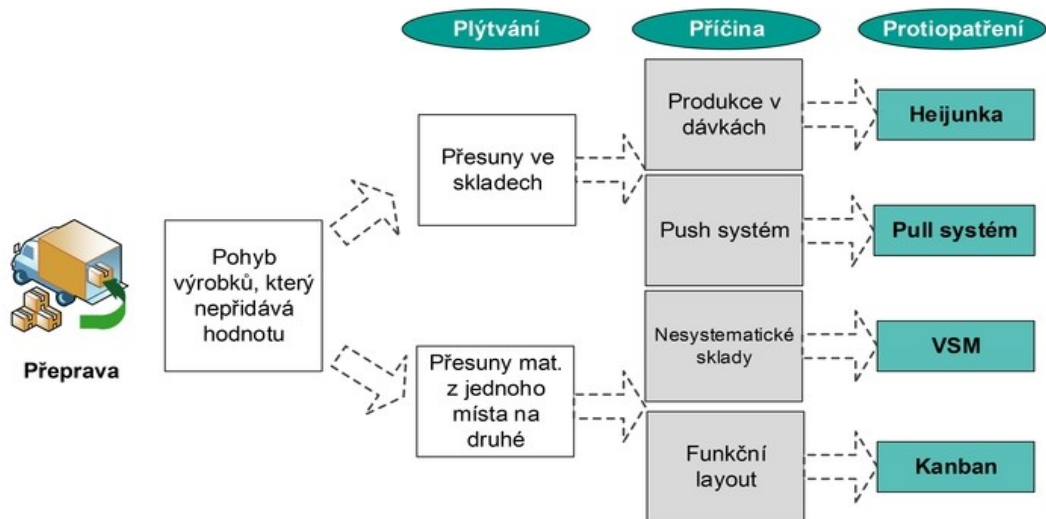 Plýtvání
Příčina
Protiopatření
Produkce v
dávkách
Heijunka
Přesuny ve
skladech
Push systém
Pull systém
Pohyb
výrobků, který
nepřidává
hodnotu
Přeprava
Nesystematické
sklady
VSM
Přesuny mat.
z jednoho
místa na
druhé
Funkční
layout
Kanban